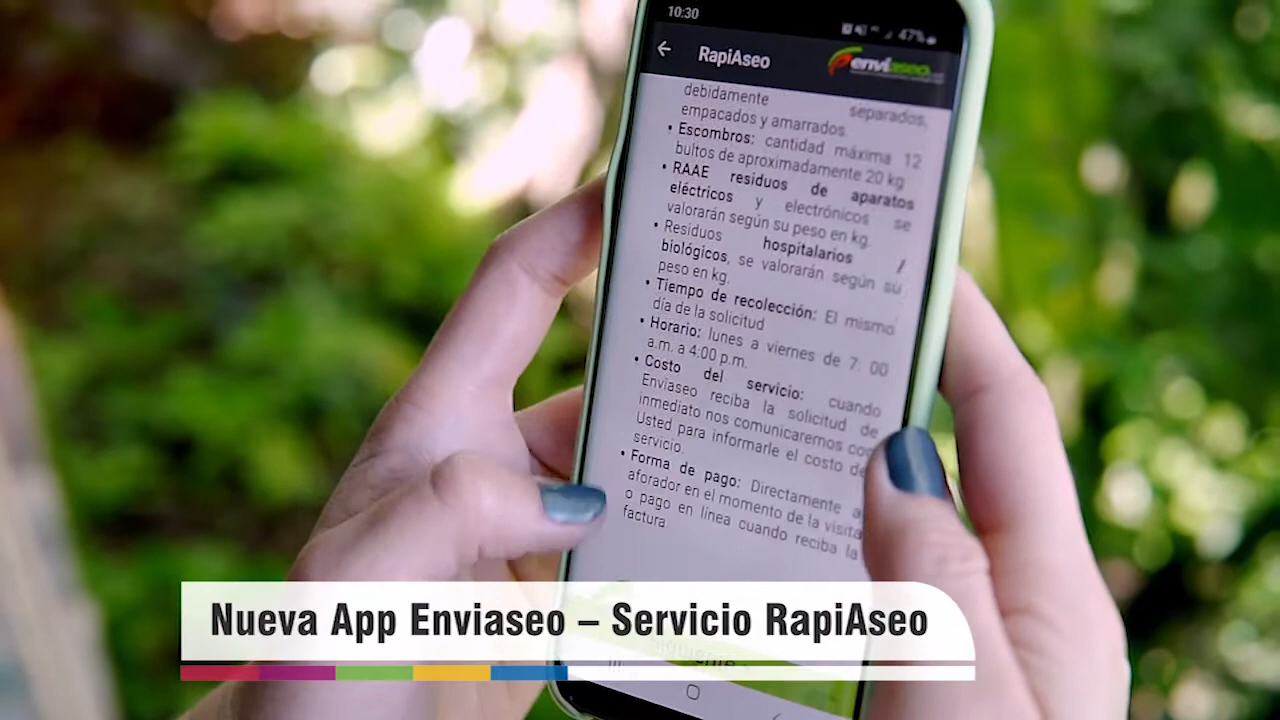 10:30
47%
RapiAseo
enviaseo
debidamente separados,
empacados y amarrados.
• Escombros: cantidad máxima 12
bultos de aproximadamente 20 kg
• RAAE residuos de aparatos
eléctricos y electrónicos se
valorarán según su peso en kg.
• Residuos hospitalarios /
biológicos, se valorarán según su
peso en kg.
• Tiempo de recolección: El mismo
día de la solicitud
• Horario: lunes a viernes de 7: 00
a.m. a 4:00 p.m.
• Costo del servicio: cuando
Enviaseo reciba la solicitud de
inmediato nos comunicaremos con
Usted para informarle el costo de
servicio.
• Forma de pago: Directamente a
aforador en el momento de la visita
o pago en línea cuando reciba la
factura
Nueva App Enviaseo – Servicio RapiAseo